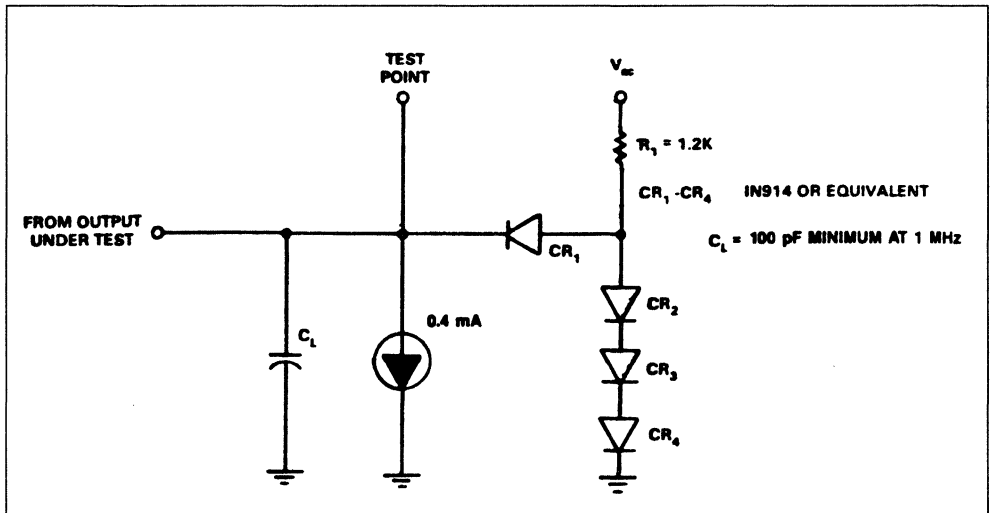 TEST
POINT
Vcc
R1 = 1.2K
CR1 -CR4 IN914 OR EQUIVALENT
FROM OUTPUT
UNDER TEST
CR1
CL = 100 pF MINIMUM AT 1 MHz
CR2
0.4 mA
CL
CR3
CR4